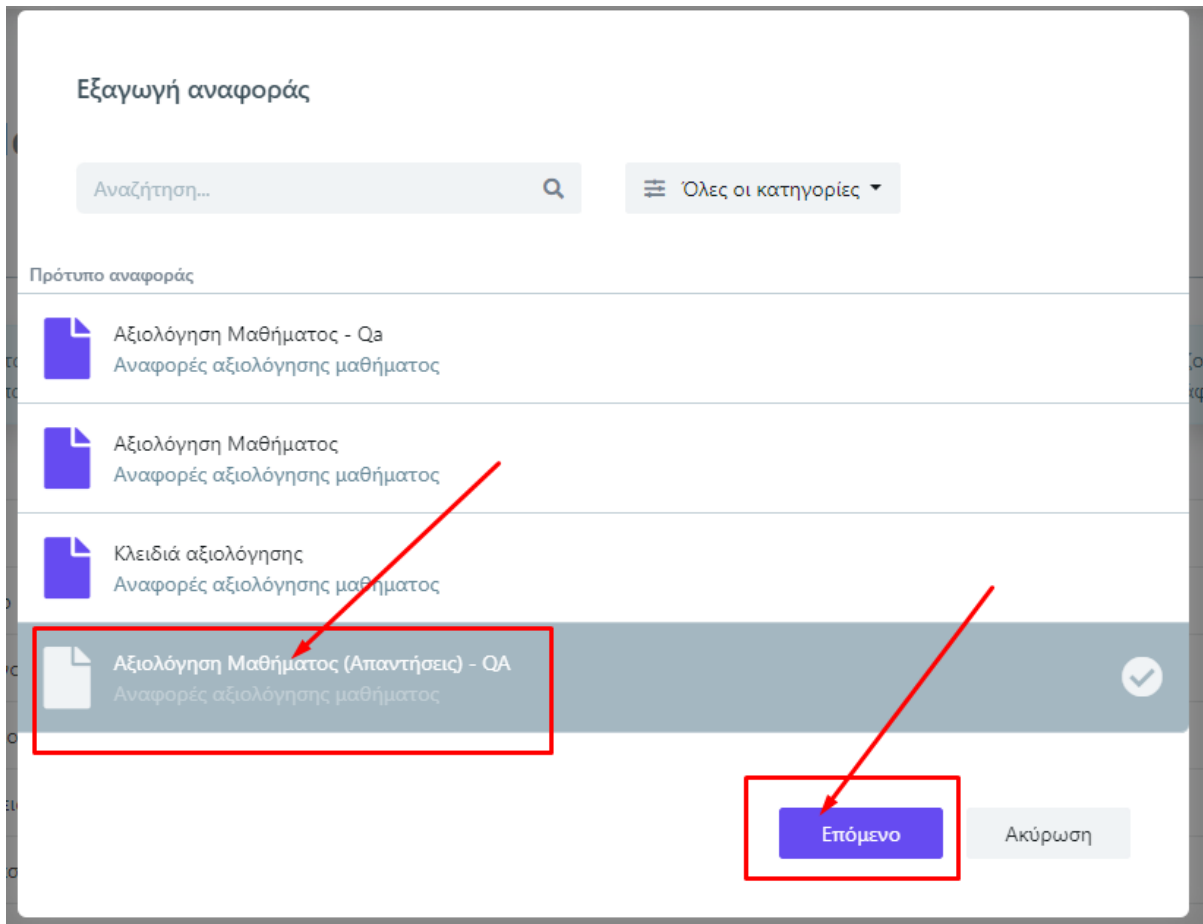 Εξαγωγή αναφοράς
Αναζήτηση...
Όλες οι κατηγορίες
Πρότυπο αναφοράς
Αξιολόγηση Μαθήματος - Qa
Αναφορές αξιολόγησης μαθήματος
Αξιολόγηση Μαθήματος
Αναφορές αξιολόγησης μαθήματος
Κλειδιά αξιολόγησης
Αναφορές αξιολόγησης μαθήματος
Αξιολόγηση Μαθήματος (Απαντήσεις) - QA
Αναφορές αξιολόγησης μαθήματος
Επόμενο
Ακύρωση